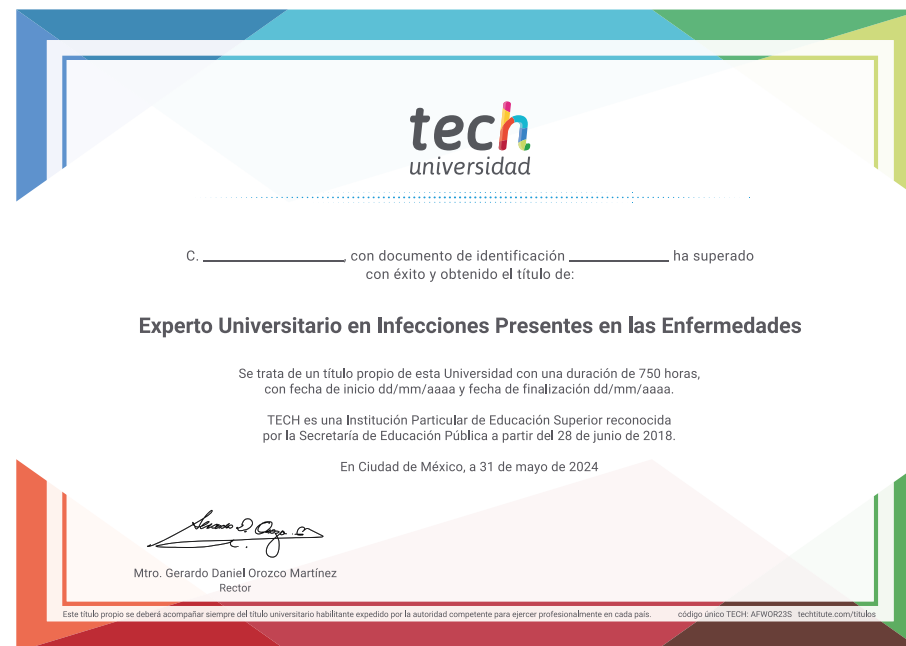 tech
universidad
C. ____________, con documento de identificación ____________ ha superado
con éxito y obtenido el título de:
Experto Universitario en Infecciones Presentes en las Enfermedades
Se trata de un título propio de esta Universidad con una duración de 750 horas,
con fecha de inicio dd/mm/aaaa y fecha de finalización dd/mm/aaaa.
TECH es una Institución Particular de Educación Superior reconocida
por la Secretaría de Educación Pública a partir del 28 de junio de 2018.
En Ciudad de México, a 31 de mayo de 2024
Mtro. Gerardo Daniel Orozco Martínez
Rector
Este título propio se deberá acompañar siempre del título universitario habilitante expedido por la autoridad competente para ejercer profesionalmente en cada país. código único TECH: AFWOR23S techtitute.com/titulos